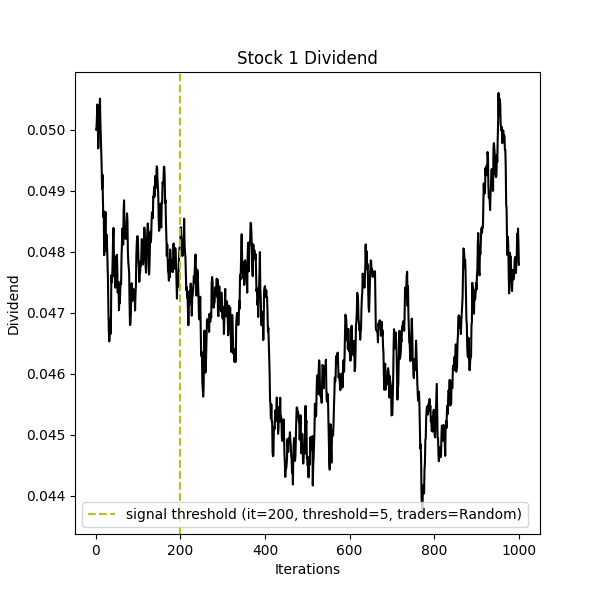 Stock 1 Dividend
Dividend
0.050
0.049
0.048
0.047
0.046
0.045
0.044
signal threshold (it=200, threshold=5, traders=Random)
0 200 400 600 800 1000
Iterations